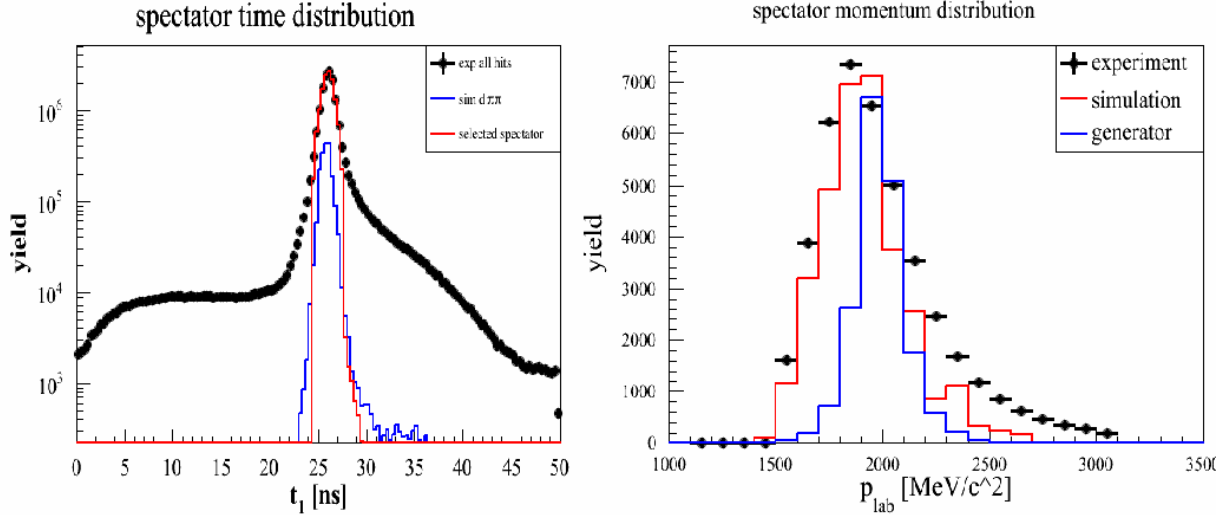 spectator time distribution
exp all hits
sim dππ
selected spectator
10^6
10^5
10^4
10^3
yield
0 5 10 15 20 25 30 35 40 45 50
t_1 [ns]
spectator momentum distribution
experiment
simulation
generator
7000
6000
5000
4000
3000
2000
1000
0
yield
1000 1500 2000 2500 3000 3500
p_lab [MeV/c^2]